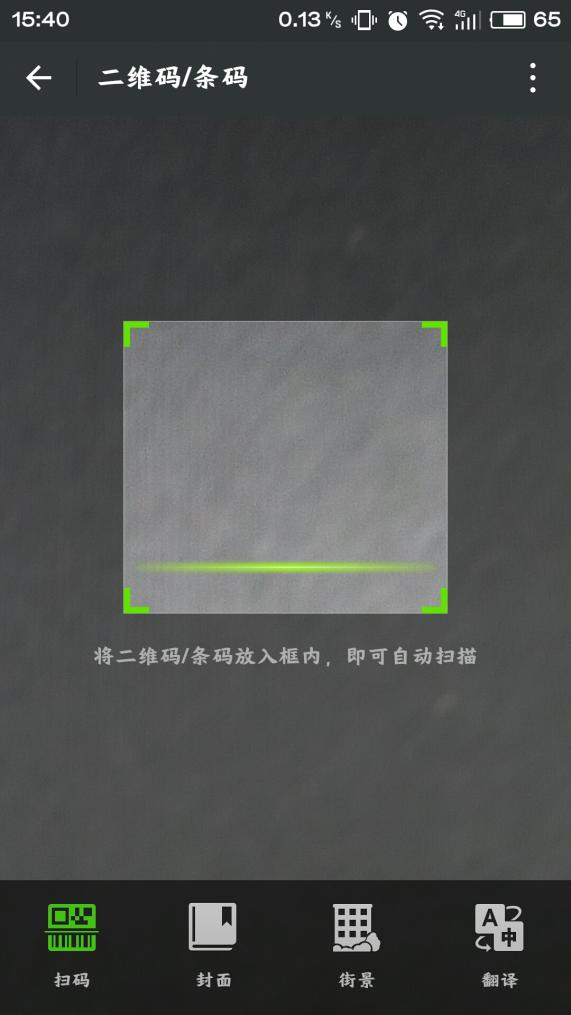 15:40
0.13 K/s
4G
65
二维码/条码
将二维码/条码放入框内，即可自动扫描
A
中
扫码
封面
街景
翻译